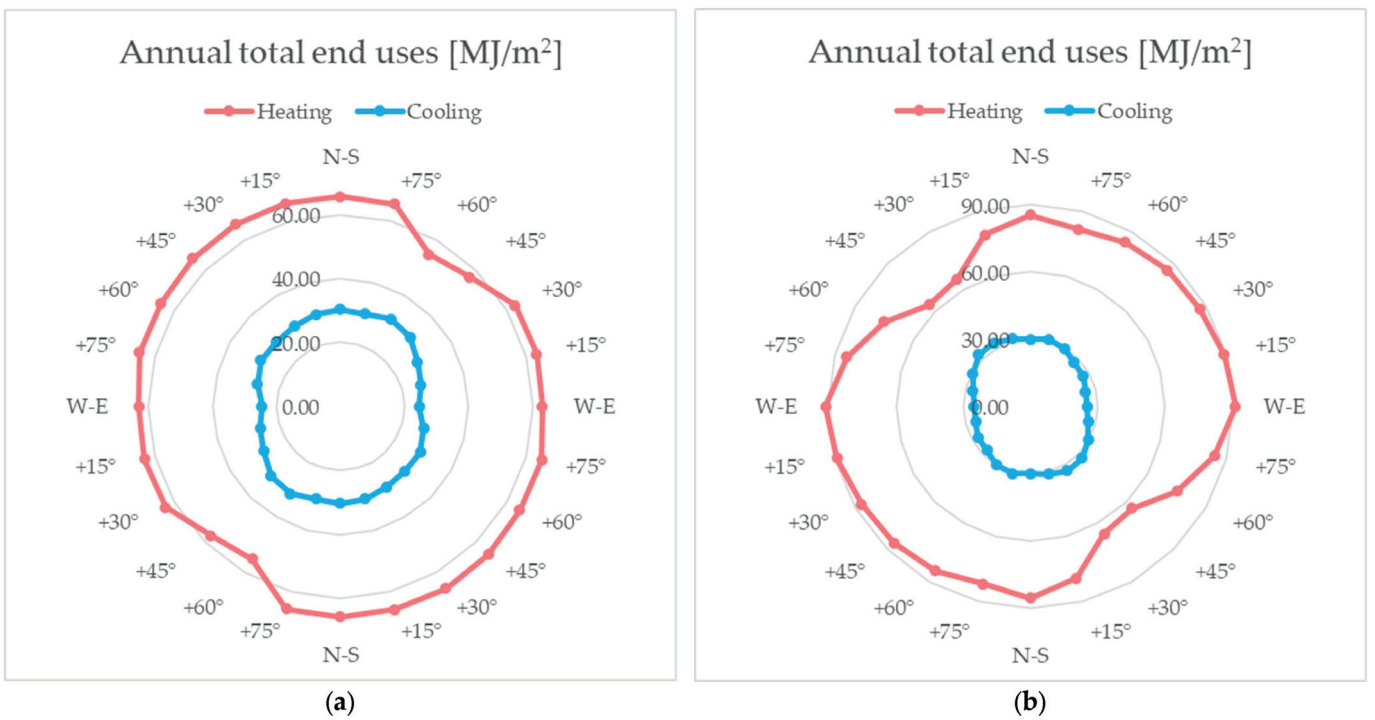 Annual total end uses [MJ/m²]
Heating Cooling
N-S
+15° +75°
+30° +60°
+45° +45°
+60° +30°
+75° +15°
W-E W-E
+15° +75°
+30° +60°
+45° +45°
+60° +30°
+75° +15°
N-S
60.00
40.00
20.00
0.00
(a)
Annual total end uses [MJ/m²]
Heating Cooling
N-S
+15° +75°
+30° +60°
+45° +45°
+60° +30°
+75° +15°
W-E W-E
+15° +75°
+30° +60°
+45° +45°
+60° +30°
+75° +15°
N-S
90.00
60.00
30.00
0.00
(b)